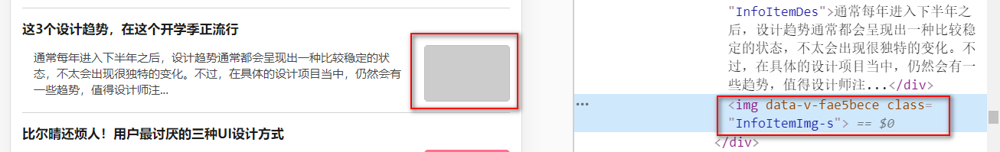 这3个设计趋势，在这个开学季正流行
通常每年进入下半年之后，设计趋势通常都会呈现出一种比较稳定的状
态，不太会出现很独特的变化。不过，在具体的设计项目当中，仍然会有
一些趋势，值得设计师注...
比尔晴还烦人！用户最讨厌的三种UI设计方式
"InfoItemDes">通常每年进入下半年之
后，设计趋势通常都会呈现出一种比较稳
定的状态，不太会出现很独特的变化。不
过，在具体的设计项目当中，仍然会有一
些趋势，值得设计师注...</div>
<img data-v-fae5bece class=
"InfoItemImg-s"> == $0
</div>